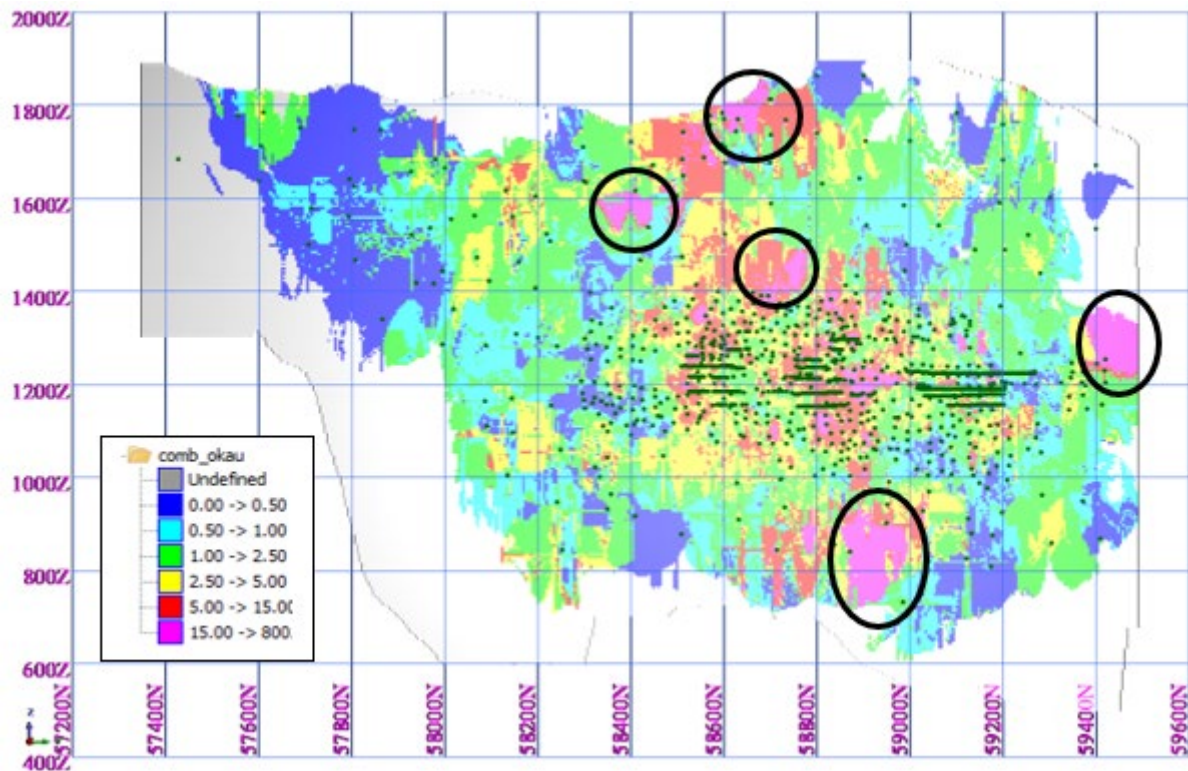 2000Z
1800Z
1600Z
1400Z
1200Z
1000Z
800Z
600Z
400Z
comb_okau
Undefined
0.00 -> 0.50
0.50 -> 1.00
1.00 -> 2.50
2.50 -> 5.00
5.00 -> 15.00
15.00 -> 800.
57200N
57400N
57600N
57800N
58000N
58200N
58400N
58600N
58800N
59000N
59200N
59400N
59600N
z